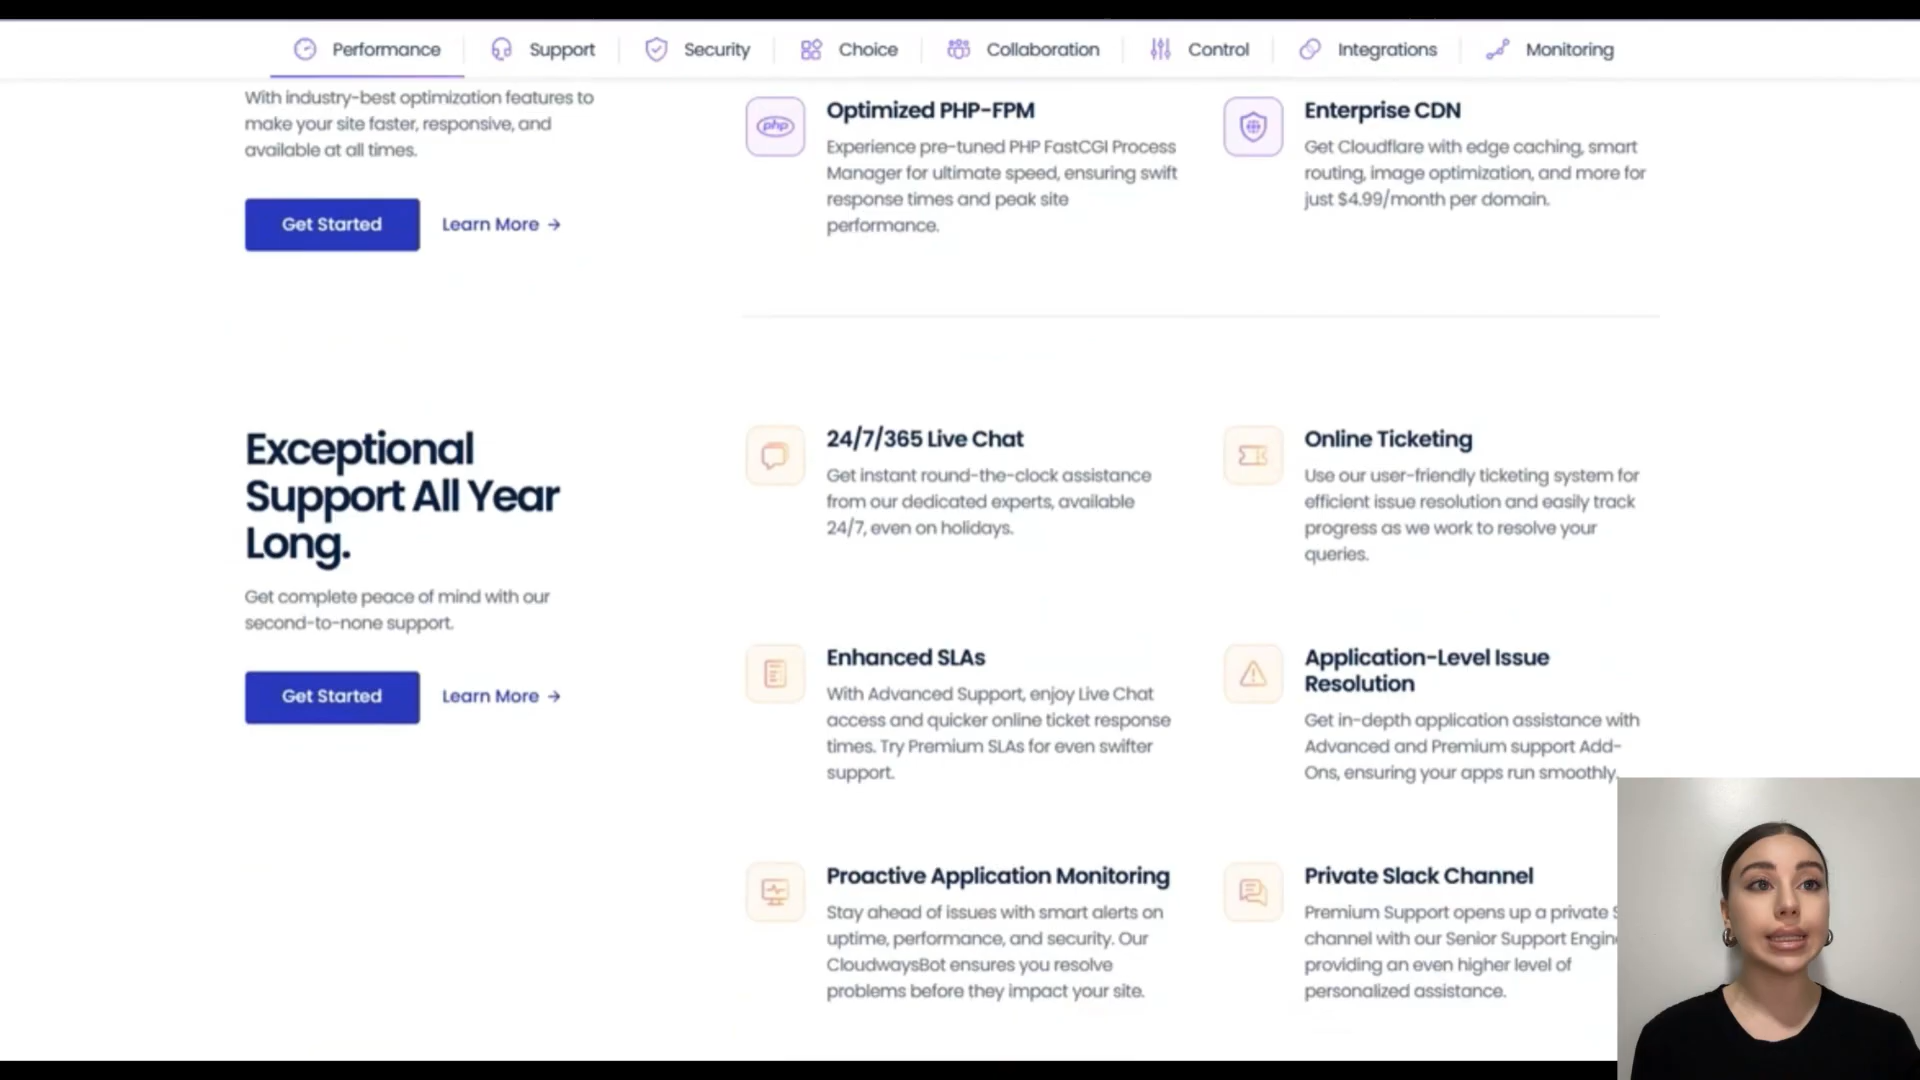 Performance
Support
Security
Choice
Collaboration
Control
Integrations
Monitoring
With industry-best optimization features to
make your site faster, responsive, and
available at all times.
Get Started
Learn More →
php
Optimized PHP-FPM
Experience pre-tuned PHP FastCGI Process
Manager for ultimate speed, ensuring swift
response times and peak site
performance.
Enterprise CDN
Get Cloudflare with edge caching, smart
routing, image optimization, and more for
just $4.99/month per domain.
Exceptional
Support All Year
Long.
Get complete peace of mind with our
second-to-none support.
Get Started
Learn More →
24/7/365 Live Chat
Get instant round-the-clock assistance
from our dedicated experts, available
24/7, even on holidays.
Online Ticketing
Use our user-friendly ticketing system for
efficient issue resolution and easily track
progress as we work to resolve your
queries.
Enhanced SLAs
With Advanced Support, enjoy Live Chat
access and quicker online ticket response
times. Try Premium SLAs for even swifter
support.
Application-Level Issue
Resolution
Get in-depth application assistance with
Advanced and Premium support Add-
Ons, ensuring your apps run smoothly.
Proactive Application Monitoring
Stay ahead of issues with smart alerts on
uptime, performance, and security. Our
CloudwaysBot ensures you resolve
problems before they impact your site.
Private Slack Channel
Premium Support opens up a private
channel with our Senior Support
providing an even higher level of
personalized assistance.